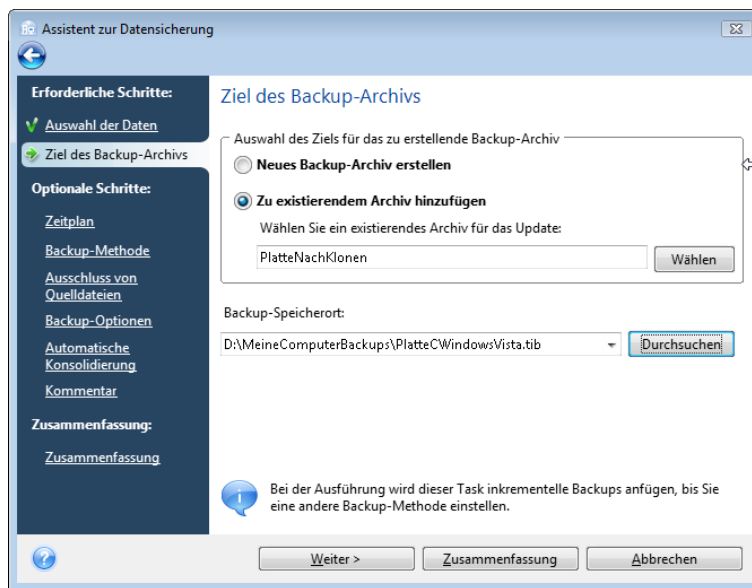 Assistent zur Datensicherung
Erforderliche Schritte:
Auswahl der Daten
Ziel des Backup-Archivs
Optionale Schritte:
Zeitplan
Backup-Methode
Ausschluss von
Quelldateien
Backup-Optionen
Automatische
Konsolidierung
Kommentar
Zusammenfassung:
Zusammenfassung
Ziel des Backup-Archivs
Auswahl des Ziels für das zu erstellende Backup-Archiv
Neues Backup-Archiv erstellen
Zu existierendem Archiv hinzufügen
Wählen Sie ein existierendes Archiv für das Update:
PlatteNachKlonen
Wählen
Backup-Speicherort:
D:\MeineComputerBackups\PlatteCWindowsVista.tib
Durchsuchen
Bei der Ausführung wird dieser Task inkrementelle Backups anfügen, bis Sie
eine andere Backup-Methode einstellen.
Weiter >
Zusammenfassung
Abbrechen